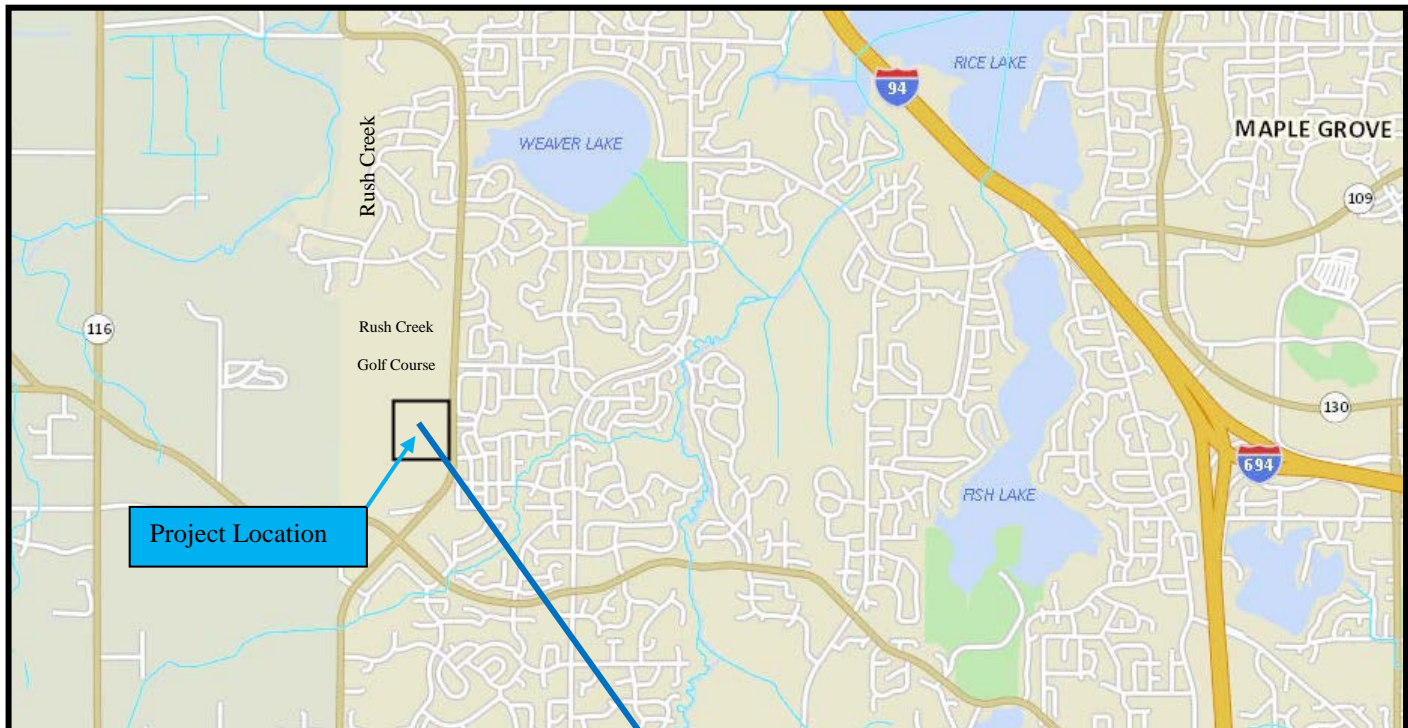 RICE LAKE
94
Rush Creek
MAPLE GROVE
WEAVER LAKE
109
116
Rush Creek
Golf Course
130
694
FISH LAKE
Project Location